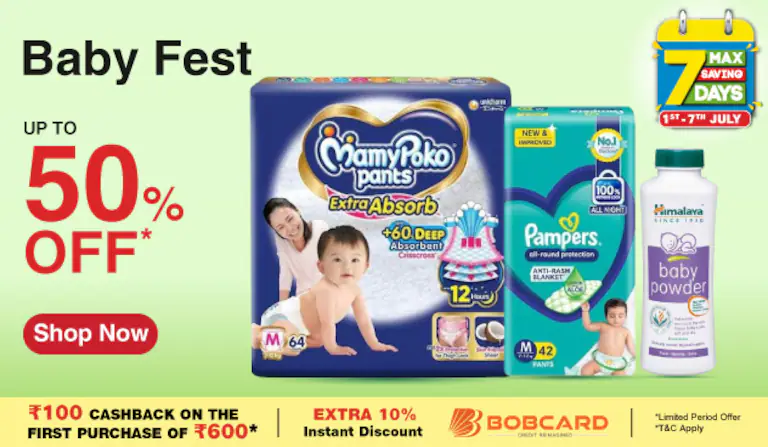 Baby Fest
UP TO
50%
OFF*
Shop Now
7
MAX
SAVING
DAYS
1ST - 7TH JULY
unicharm
MamyPoko
pants
Extra Absorb
+60 DEEP
Absorbent
Crisscross
12 Hours
M
64
NEW &
IMPROVED
No.1
100%
ALL NIGHT
Pampers
all-round protection
ANTI-RASH
BLANKET
M
42
PANTS
Himalaya
SINCE 1930
baby
powder
₹100 CASHBACK ON THE
FIRST PURCHASE OF ₹600*
EXTRA 10%
Instant Discount
BOBCARD
*Limited Period Offer
*T&C Apply